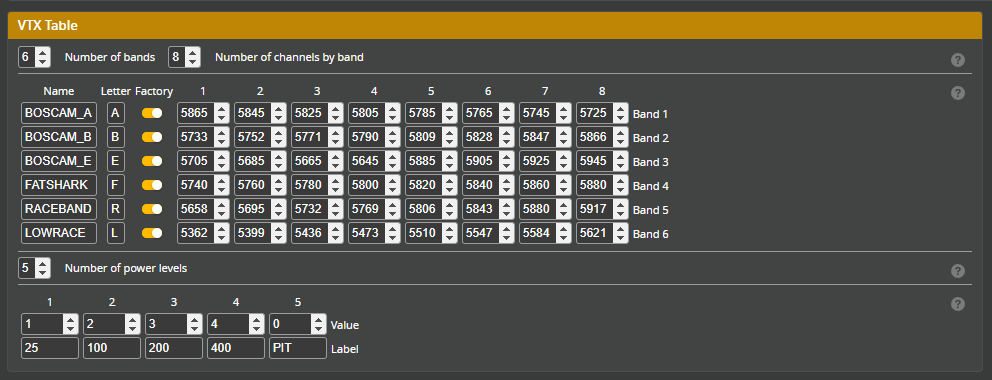 VTX Table
6 Number of bands 8 Number of channels by band ?
Name Letter Factory 1 2 3 4 5 6 7 8 ?
BOSCAM_A A 5865 5845 5825 5805 5785 5765 5745 5725 Band 1
BOSCAM_B B 5733 5752 5771 5790 5809 5828 5847 5866 Band 2
BOSCAM_E E 5705 5685 5665 5645 5885 5905 5925 5945 Band 3
FATSHARK F 5740 5760 5780 5800 5820 5840 5860 5880 Band 4
RACEBAND R 5658 5695 5732 5769 5806 5843 5880 5917 Band 5
LOWRACE L 5362 5399 5436 5473 5510 5547 5584 5621 Band 6
5 Number of power levels ?
1 2 3 4 5 ?
1 2 3 4 0 Value
25 100 200 400 PIT Label